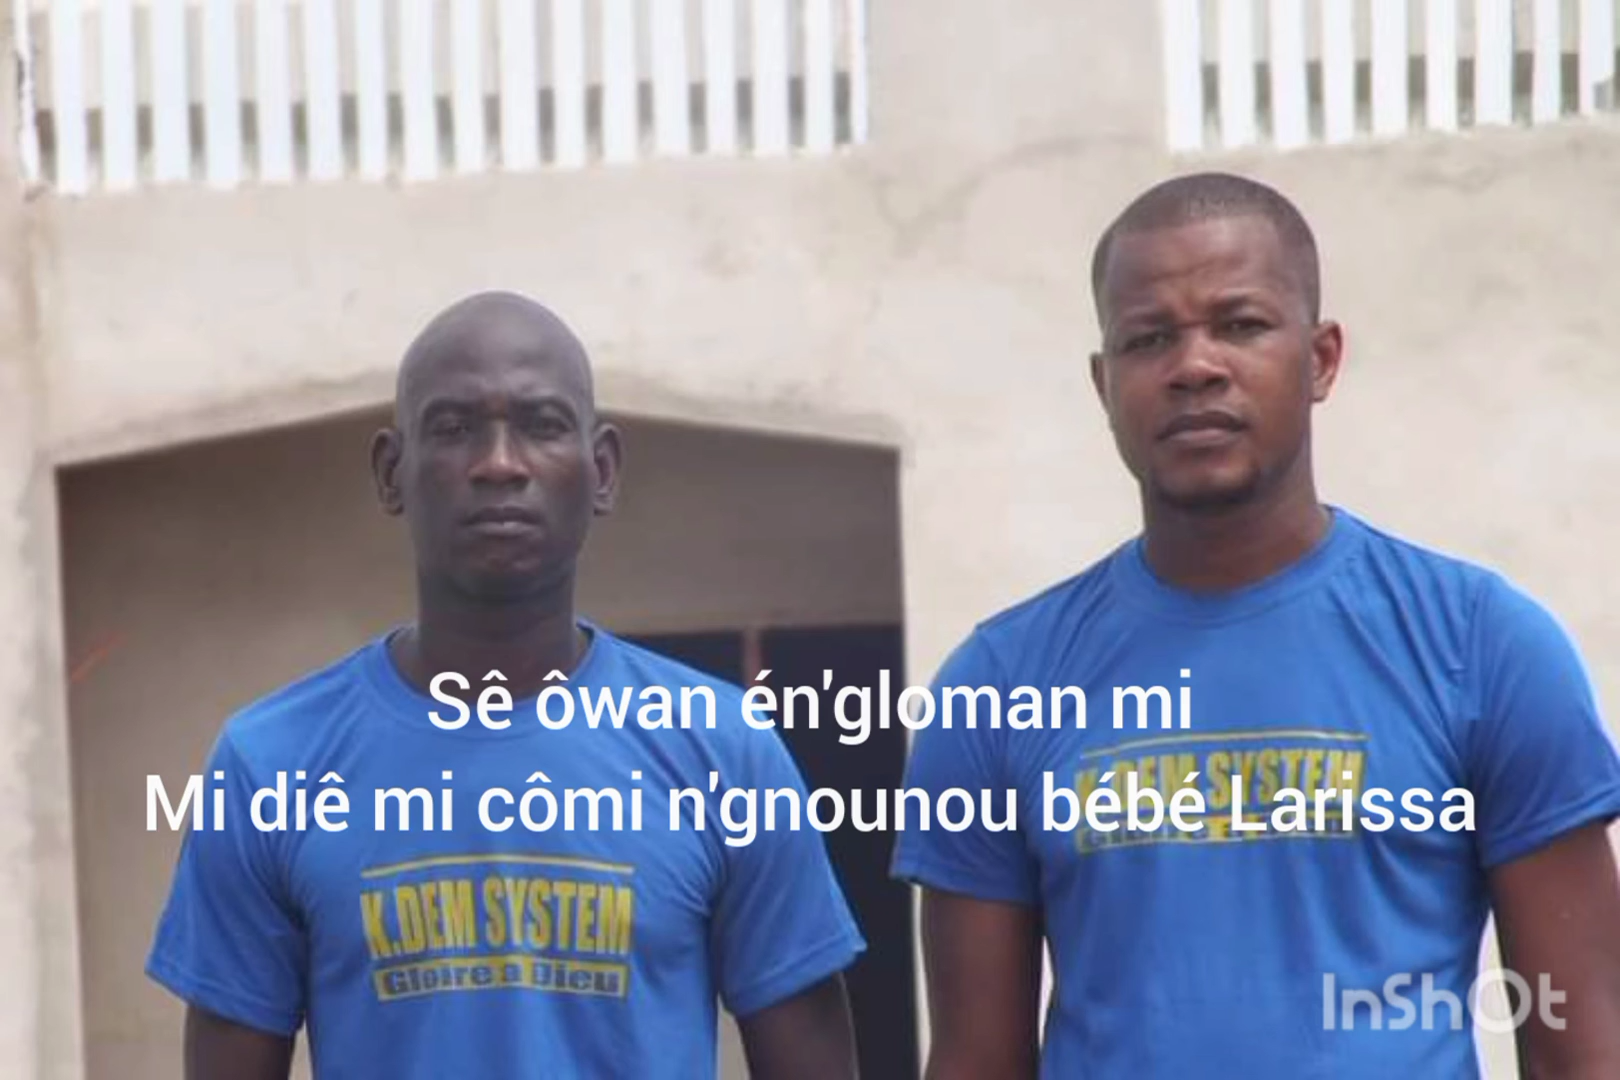 Sê ôwan én'gloman mi
Mi diê mi cômi n'gnounou bébé Larissa
K.DEM SYSTEM
Gloire a Dieu
K.DEM SYSTEM
InShOt